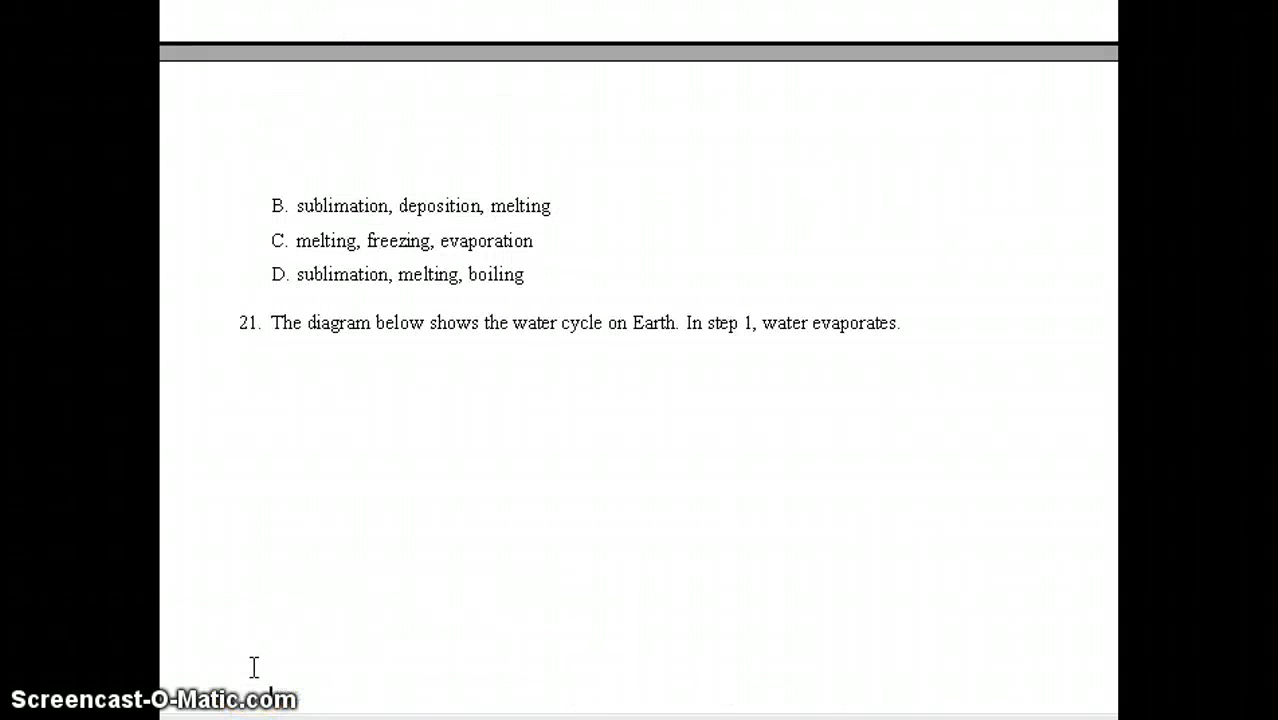 B. sublimation, deposition, melting
C. melting, freezing, evaporation
D. sublimation, melting, boiling
21. The diagram below shows the water cycle on Earth. In step 1, water evaporates.
Screencast-O-Matic.com